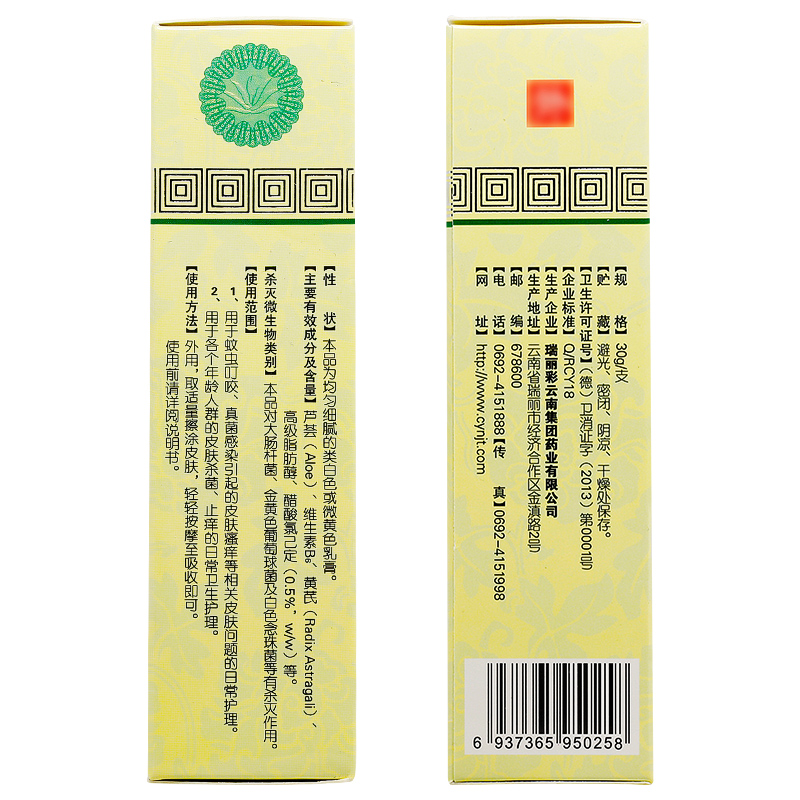 【性　状】本品为均匀细腻的类白色或微黄色乳膏。
【主要有效成分及含量】芦荟（Aloe）、维生素B₆、黄芪（Radix Astragali）、
高级脂肪醇、醋酸氯己定（0.5%，w/w）等。
【杀灭微生物类别】本品对大肠杆菌、金黄色葡萄球菌及白色念珠菌等有杀灭作用。
【使用范围】
1、用于蚊虫叮咬、真菌感染引起的皮肤瘙痒等相关皮肤问题的日常护理。
2、用于各个年龄人群的皮肤杀菌、止痒的日常卫生护理。
【使用方法】外用，取适量擦涂皮肤，轻轻按摩至吸收即可。
使用前请详阅说明书。
【规　格】30g/支
【贮　藏】避光、密闭、阴凉、干燥处保存。
【卫生许可证号】（德）卫消证字（2013）第0001号
【企业标准】Q/RCY18
【生产企业】瑞丽彩云南集团药业有限公司
【生产地址】云南省瑞丽市经济合作区金滇路20号
【邮　编】678600
【电　话】0692-4151888【传　真】0692-4151998
【网　址】http://www.cynjt.com
6 937365 950258